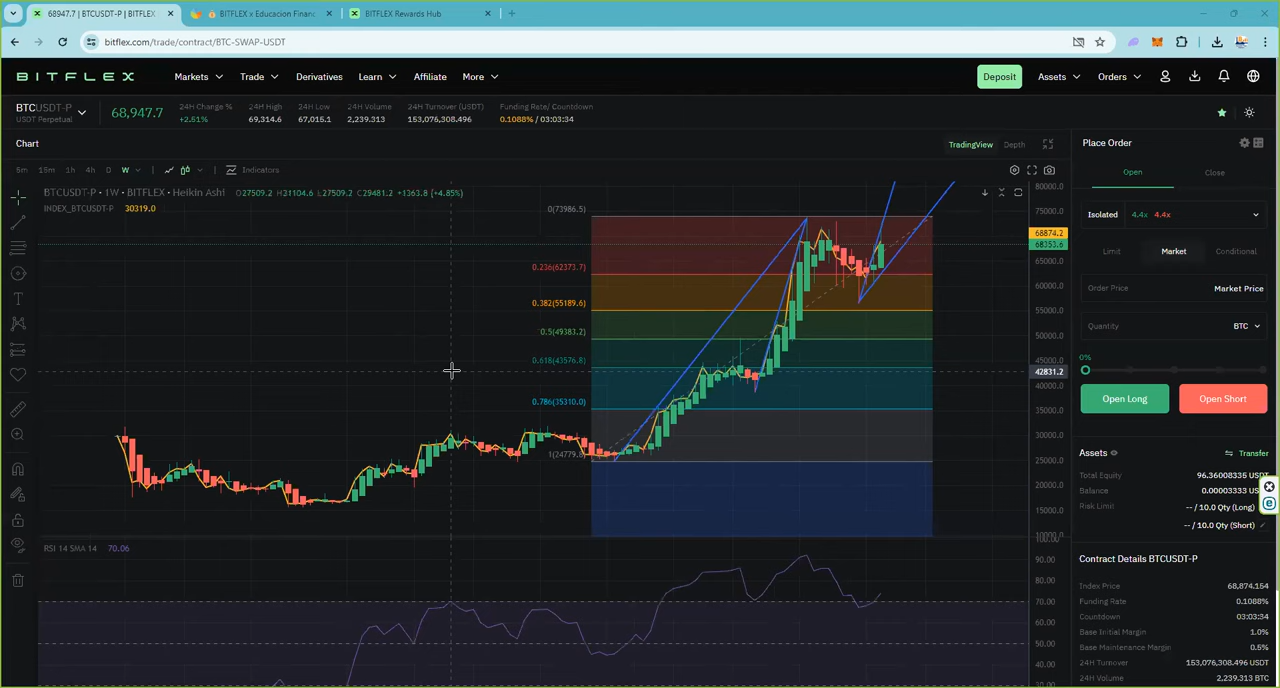 68947.7 | BTCUSDT-P | BITFLEX
BITFLEX x Educación Financ
BITFLEX Rewards Hub
bitflex.com/trade/contract/BTC-SWAP-USDT
BITFLEX
Markets
Trade
Derivatives
Learn
Affiliate
More
Deposit
Assets
Orders
BTCUSDT-P
USDT Perpetual
68,947.7
24H Change %
+2.51%
24H High
69,314.6
24H Low
67,015.1
24H Volume
2,239.313
24H Turnover (USDT)
153,076,308.496
Funding Rate/ Countdown
0.1088% / 03:03:34
Chart
TradingView
Depth
5m 15m 1h 4h D W
Indicators
BTCUSDT-P · 1W · BITFLEX · Heikin Ashi O27509.2 H31104.6 L27509.2 C29481.2 +1363.8 (+4.85%)
INDEX_BTCUSDT-P 30319.0
0(73986.5)
0.236(62373.7)
0.382(55189.6)
0.5(49383.2)
0.618(43576.8)
0.786(35310.0)
1(24779.8)
80000.0
75000.0
68874.2
68353.6
65000.0
60000.0
55000.0
50000.0
45000.0
42831.2
40000.0
35000.0
30000.0
25000.0
20000.0
15000.0
RSI 14 SMA 14 70.06
100.00
90.00
80.00
70.00
60.00
50.00
40.00
30.00
Place Order
Open
Close
Isolated 4.4x 4.4x
Limit
Market
Conditional
Order Price
Market Price
Quantity
BTC
0%
Open Long
Open Short
Assets
Transfer
Total Equity
96.36008335 USDT
Balance
0.00003333
Risk Limit
-- / 10.0 Qty (Long)
-- / 10.0 Qty (Short)
Contract Details BTCUSDT-P
Index Price
68,874.154
Funding Rate
0.1088%
Countdown
03:03:34
Base Initial Margin
1.0%
Base Maintenance Margin
0.5%
24H Turnover
153,076,308.496 USDT
24H Volume
2,239.313 BTC